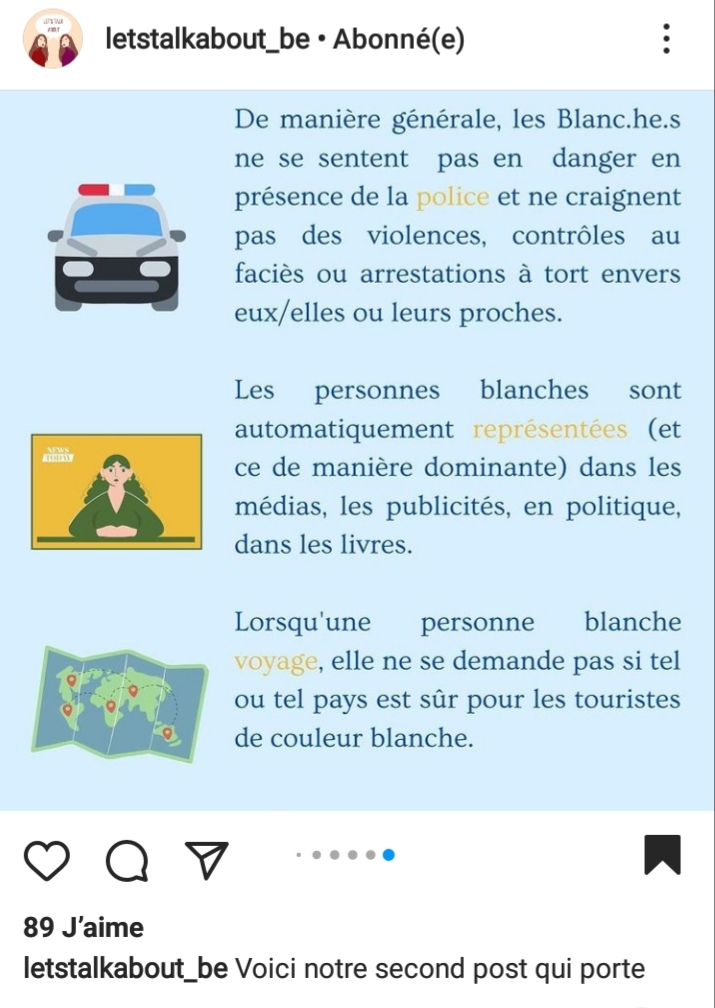 LET'S TALK
ABOUT
letstalkabout_be • Abonné(e)
De manière générale, les Blanc.he.s
ne se sentent pas en danger en
présence de la police et ne craignent
pas des violences, contrôles au
faciès ou arrestations à tort envers
eux/elles ou leurs proches.
NEWS
TODAY
Les personnes blanches sont
automatiquement représentées (et
ce de manière dominante) dans les
médias, les publicités, en politique,
dans les livres.
Lorsqu'une personne blanche
voyage, elle ne se demande pas si tel
ou tel pays est sûr pour les touristes
de couleur blanche.
89 J'aime
letstalkabout_be Voici notre second post qui porte